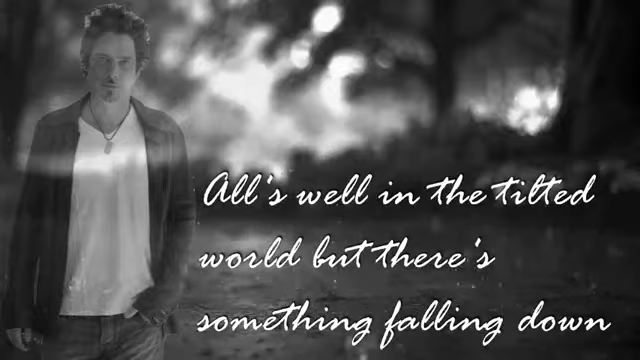 All's well in the tilted
world but there's
something falling down